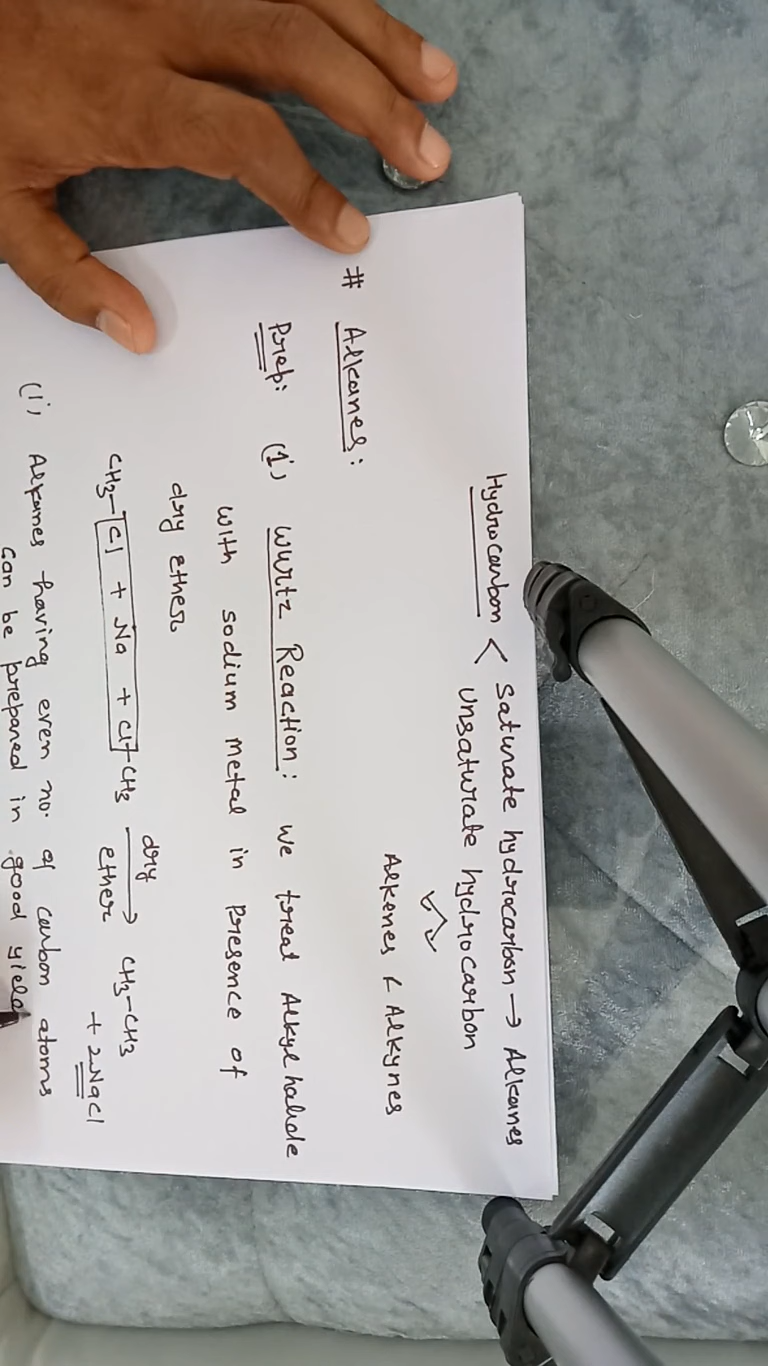 Hydrocarbon < Saturate hydrocarbon → Alkanes
Unsaturate hydrocarbon
Alkenes & Alkynes
# Alkanes:
Prep: (1) Wurtz Reaction: We treat Alkyl halide
with sodium metal in presence of
dry ether
CH3-Cl + Na + Cl-CH3 dry ether → CH3-CH3
+ 2NaCl
(i) Alkanes having even no. of carbon atoms
can be prepared in good yield